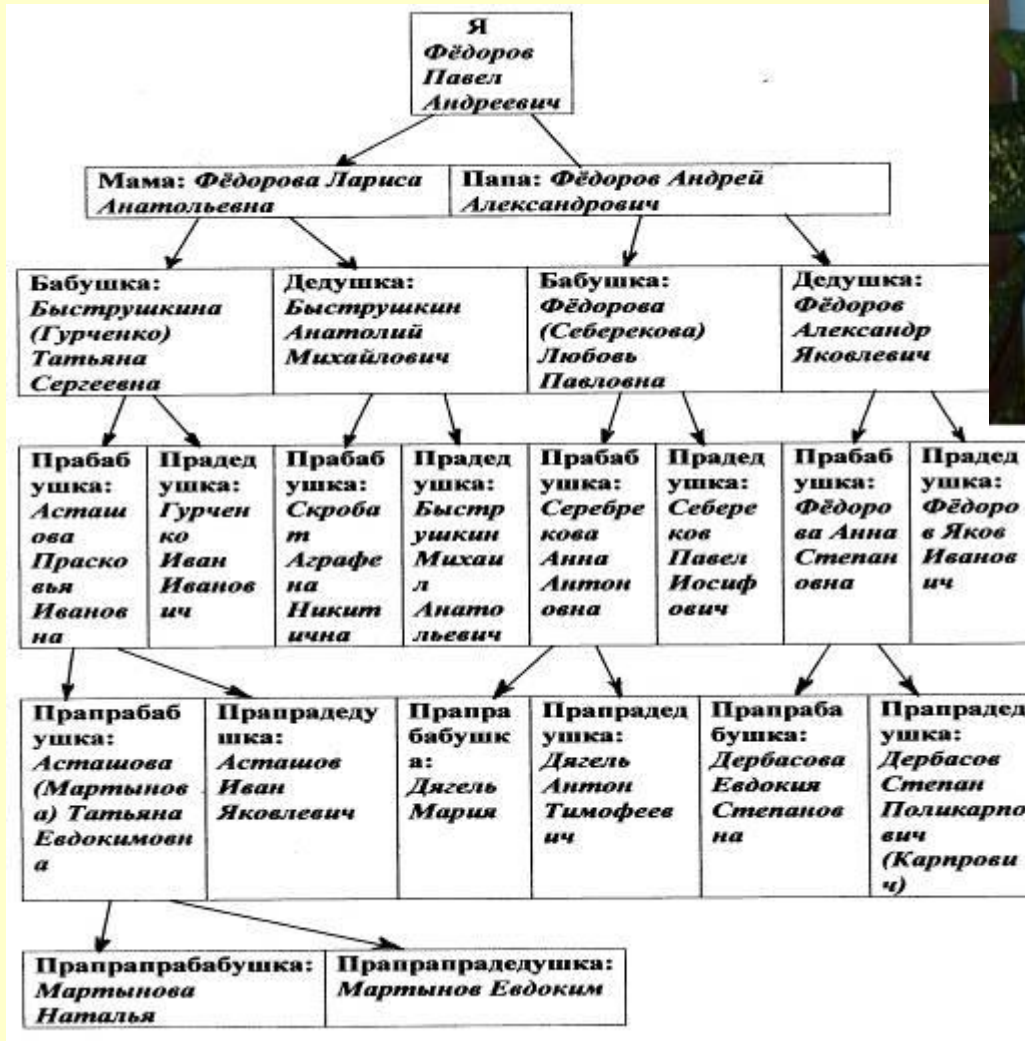 Я
Фёдоров
Павел
Андреевич
Мама: Фёдорова Лариса
Анатольевна
Папа: Фёдоров Андрей
Александрович
Бабушка:
Быструшкина
(Гурченко)
Татьяна
Сергеевна
Дедушка:
Быструшкин
Анатолий
Михайлович
Бабушка:
Фёдорова
(Себерекова)
Любовь
Павловна
Дедушка:
Фёдоров
Александр
Яковлевич
Прабаб
ушка:
Асташ
ова
Праско
вья
Иванов
на
Прадед
ушка:
Гурчен
ко
Иван
Иванов
ич
Прабаб
ушка:
Скроба
т
Аграфе
на
Никит
ична
Прадед
ушка:
Быстр
ушкин
Михаи
л
Анато
льевич
Прабаб
ушка:
Серебре
кова
Анна
Антон
овна
Прадед
ушка:
Себере
ков
Павел
Иосиф
ович
Прабаб
ушка:
Фёдоро
ва Анна
Степан
овна
Прадед
ушка:
Фёдоро
в Яков
Иванов
ич
Прапрабаб
ушка:
Асташова
(Мартынов
а) Татьяна
Евдокимовн
а
Прапрадеду
шка:
Асташов
Иван
Яковлевич
Прапра
бабушк
а:
Дягель
Мария
Прапрадед
ушка:
Дягель
Антон
Тимофеев
ич
Прапраба
бушка:
Дербасова
Евдокия
Степанов
на
Прапрадед
ушка:
Дербасов
Степан
Поликарпо
вич
(Карпрови
ч)
Прапрапрабабушка:
Мартынова
Наталья
Прапрапрадедушка:
Мартынов Евдоким